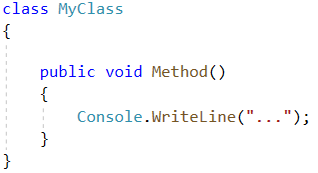 class MyClass
{
    public void Method()
    {
        Console.WriteLine("...");
    }
}